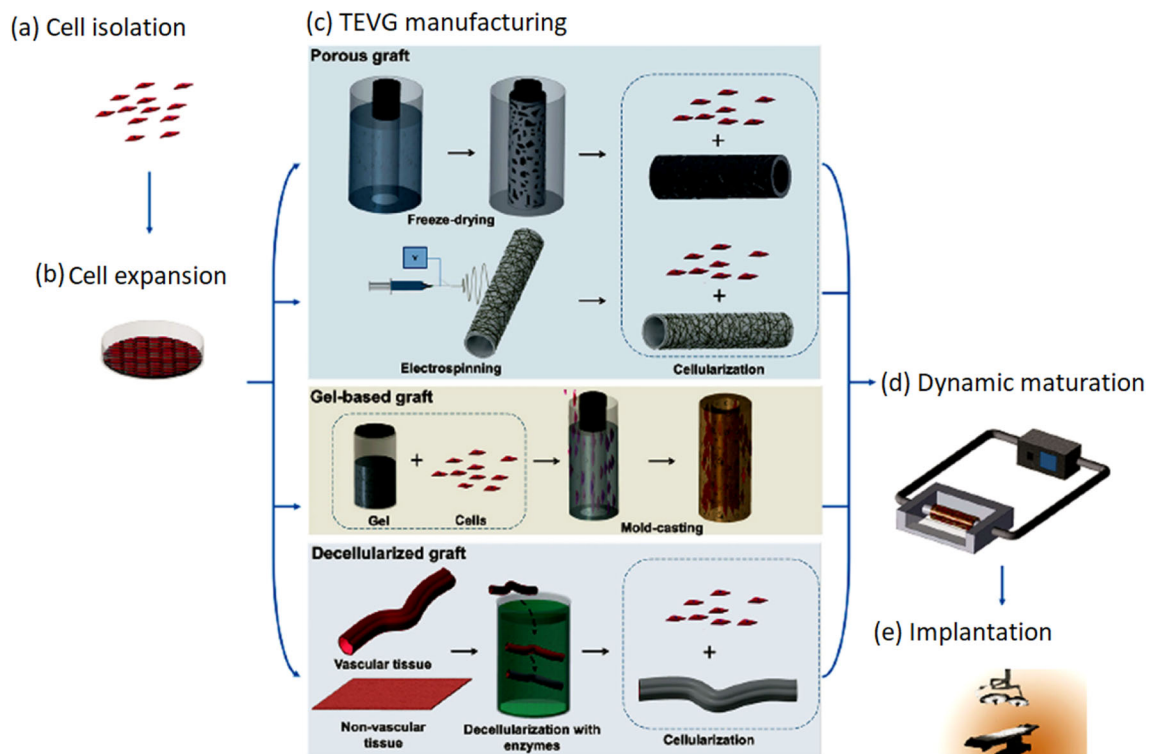 (a) Cell isolation
(b) Cell expansion
(c) TEVG manufacturing
Porous graft
+
Freeze-drying
V
+
Electrospinning
Cellularization
Gel-based graft
+
Gel
Cells
Mold-casting
Decellularized graft
Vascular tissue
+
Non-vascular
tissue
Decellularization with
enzymes
Cellularization
(d) Dynamic maturation
(e) Implantation